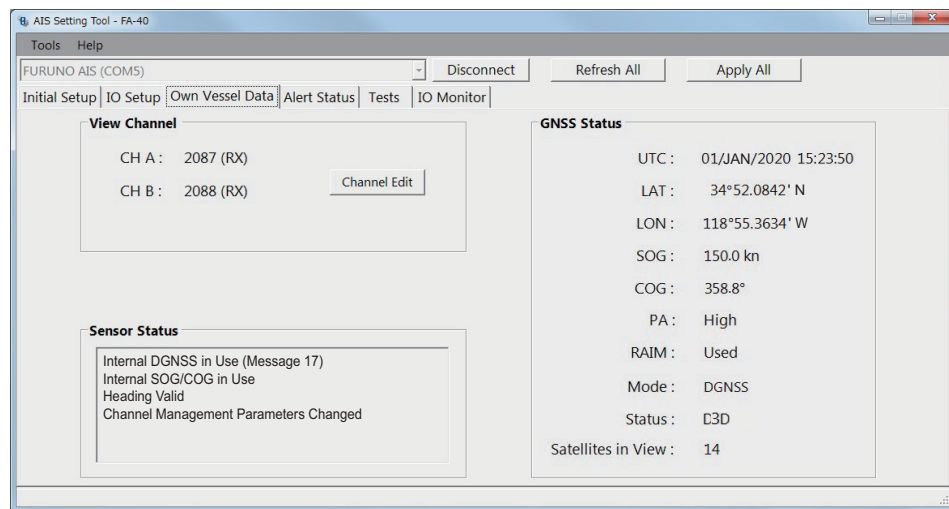 AIS Setting Tool - FA-40
Tools Help
FURUNO AIS (COM5) Disconnect Refresh All Apply All
Initial Setup IO Setup Own Vessel Data Alert Status Tests IO Monitor
View Channel
CH A : 2087 (RX)
CH B : 2088 (RX)
Channel Edit
Sensor Status
Internal DGNSS in Use (Message 17)
Internal SOG/COG in Use
Heading Valid
Channel Management Parameters Changed
GNSS Status
UTC : 01/JAN/2020 15:23:50
LAT : 34°52.0842' N
LON : 118°55.3634' W
SOG : 150.0 kn
COG : 358.8°
PA : High
RAIM : Used
Mode : DGNSS
Status : D3D
Satellites in View : 14